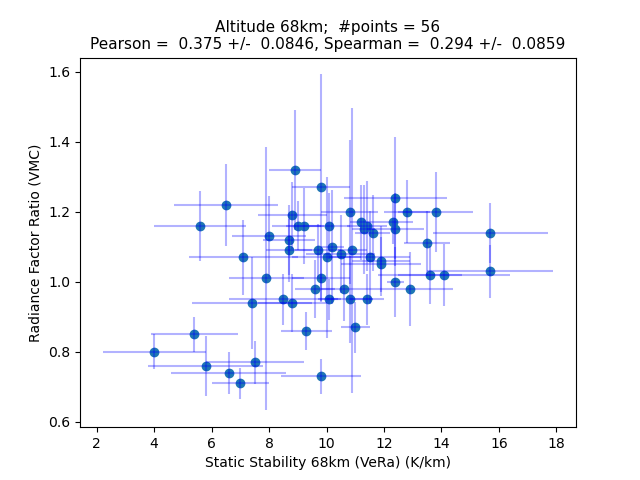 Altitude 68km;  #points = 56
Pearson =  0.375 +/-  0.0846, Spearman =  0.294 +/-  0.0859
1.6
1.4
1.2
1.0
0.8
0.6
Radiance Factor Ratio (VMC)
2 4 6 8 10 12 14 16 18
Static Stability 68km (VeRa) (K/km)